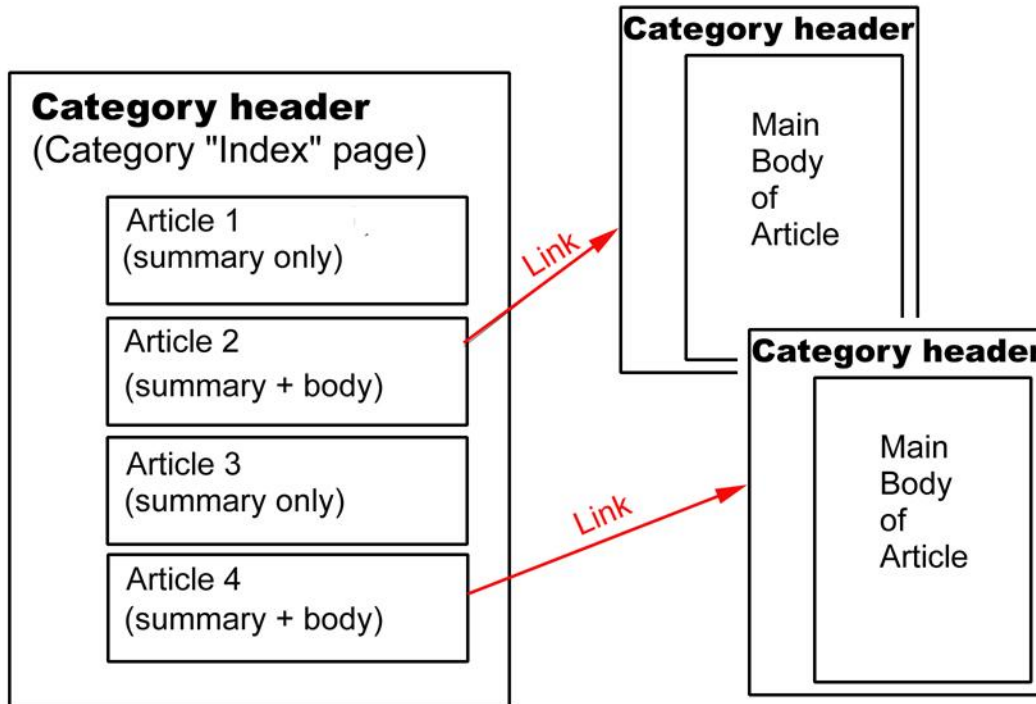 Category header
(Category "Index" page)
Article 1
(summary only)
Article 2
(summary + body)
Article 3
(summary only)
Article 4
(summary + body)
Link
Link
Category header
Main
Body
of
Article
Category header
Main
Body
of
Article